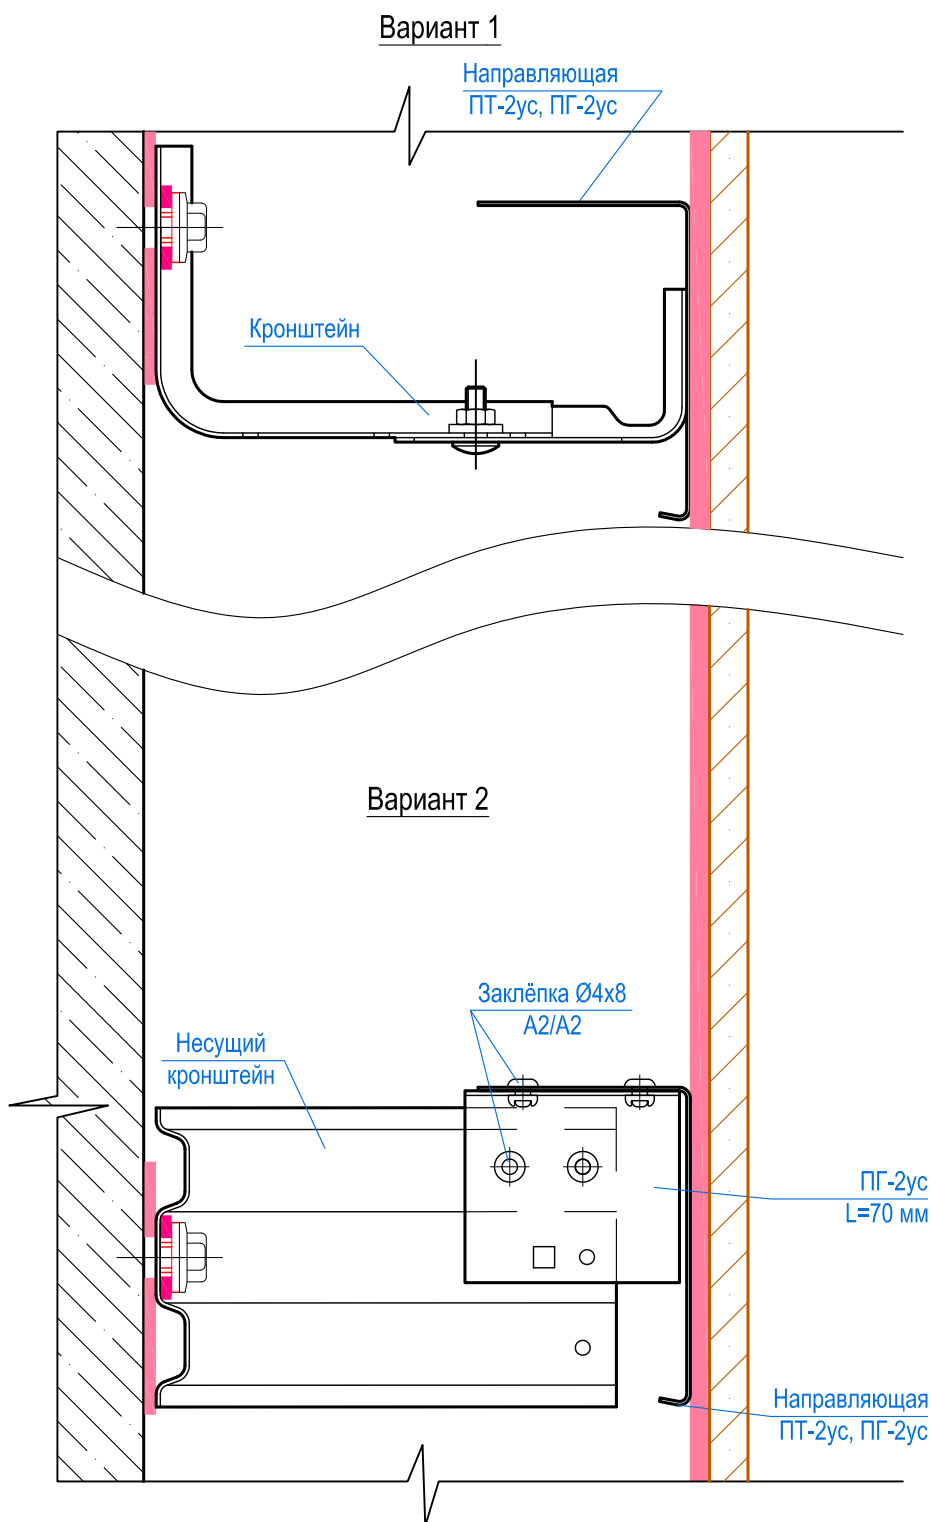 Вариант 1
Направляющая
ПТ-2ус, ПГ-2ус
Кронштейн
Вариант 2
Заклёпка Ø4х8
А2/А2
Несущий
кронштейн
ПГ-2ус
L=70 мм
Направляющая
ПТ-2ус, ПГ-2ус